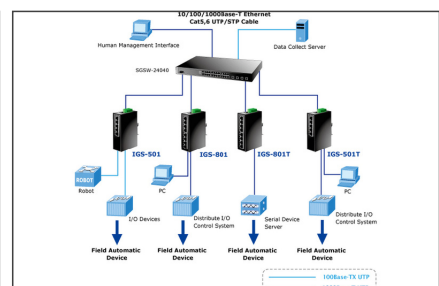 10/100/1000Base-T Ethernet
Cat5,6 UTP/STP Cable
Human Management Interface
Data Collect Server
SGSW-24040
IGS-501
IGS-801
IGS-801T
IGS-501T
ROBOT
Robot
PC
PC
I/O Devices
Distribute I/O
Control System
Serial Device
Server
Distribute I/O
Control System
Field Automatic
Device
Field Automatic
Device
Field Automatic
Device
Field Automatic
Device
100Base-TX UTP